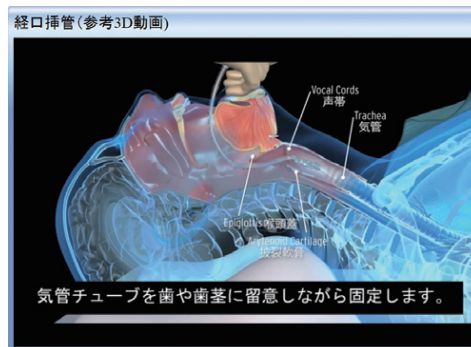 経口挿管(参考3D動画)
Vocal Cords
声帯
Trachea
気管
Epiglottis 喉頭蓋
Arytenoid Cartilage
披裂軟骨
気管チューブを歯や歯茎に留意しながら固定します。